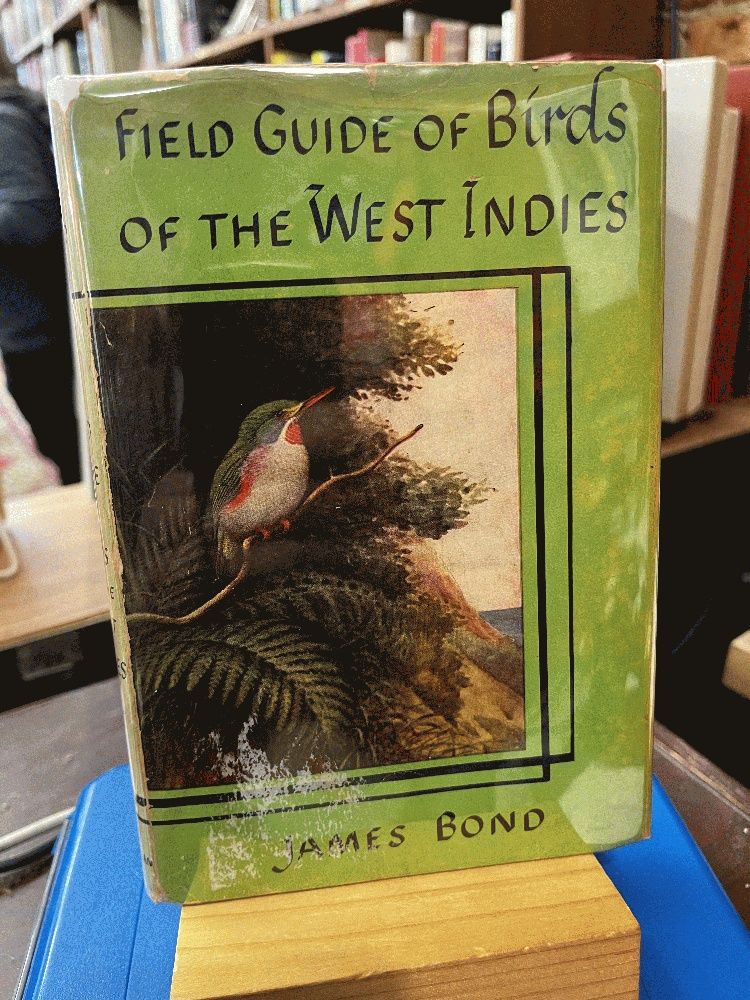 FIELD GUIDE OF Birds
OF THE WEST INDIES
JAMES BOND